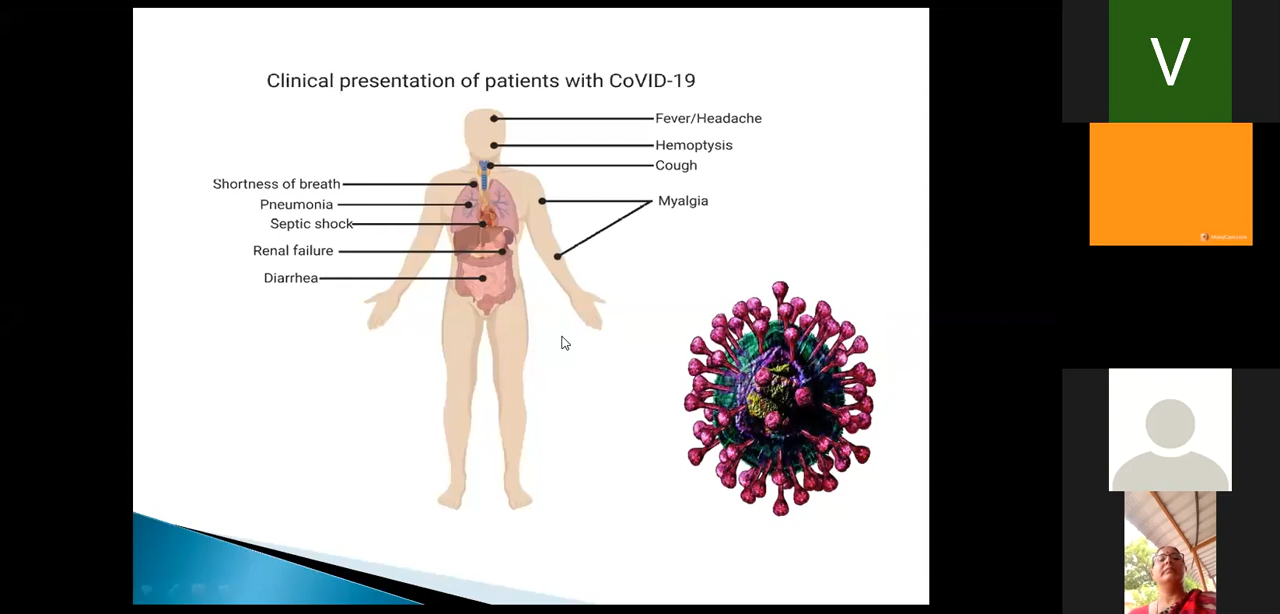 Clinical presentation of patients with CoVID-19
Fever/Headache
Hemoptysis
Cough
Shortness of breath
Myalgia
Pneumonia
Septic shock
Renal failure
Diarrhea
V